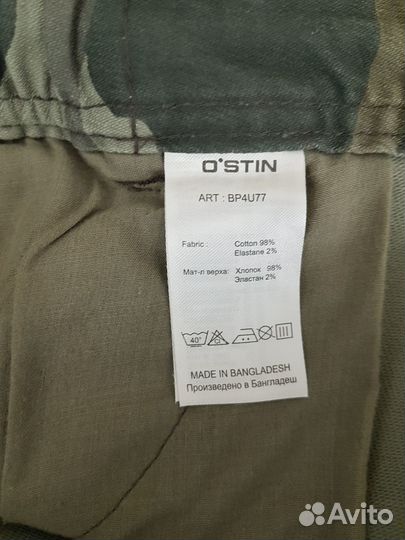 O'STIN
ART : BP4U77
Fabric : Cotton 98%
Elastane 2%
Мат-л верха: Хлопок 98%
Эластан 2%
40°
MADE IN BANGLADESH
Произведено в Бангладеш
Avito